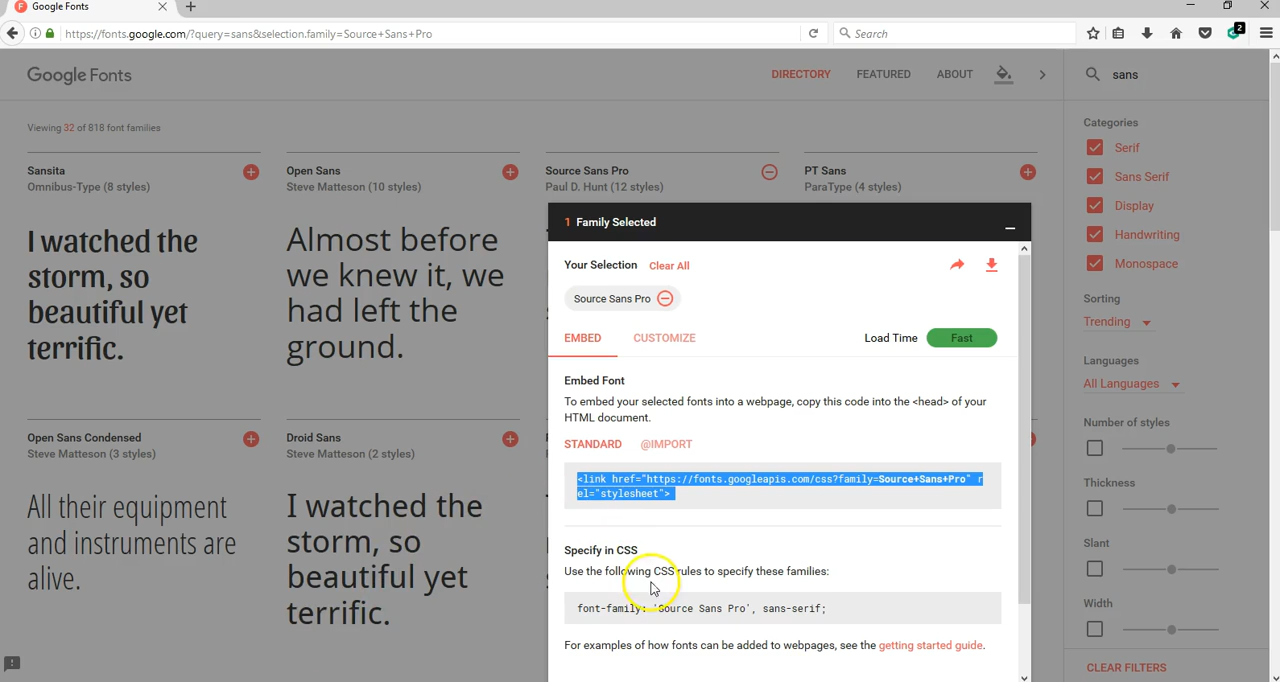 Google Fonts
https://fonts.google.com/?query=sans&selection.family=Source+Sans+Pro
Search
2
Google Fonts
DIRECTORY
FEATURED
ABOUT
sans
Viewing 32 of 818 font families
Sansita
Omnibus-Type (8 styles)
I watched the
storm, so
beautiful yet
terrific.
Open Sans
Steve Matteson (10 styles)
Almost before
we knew it, we
had left the
ground.
Source Sans Pro
Paul D. Hunt (12 styles)
PT Sans
ParaType (4 styles)
Open Sans Condensed
Steve Matteson (3 styles)
All their equipment
and instruments are
alive.
Droid Sans
Steve Matteson (2 styles)
I watched the
storm, so
beautiful yet
terrific.
1 Family Selected
Your Selection Clear All
Source Sans Pro
EMBED
CUSTOMIZE
Load Time Fast
Embed Font
To embed your selected fonts into a webpage, copy this code into the <head> of your
HTML document.
STANDARD
@IMPORT
<link href="https://fonts.googleapis.com/css?family=Source+Sans+Pro" r
el="stylesheet">
Specify in CSS
Use the following CSS rules to specify these families:
font-family: 'Source Sans Pro', sans-serif;
For examples of how fonts can be added to webpages, see the getting started guide.
Categories
Serif
Sans Serif
Display
Handwriting
Monospace
Sorting
Trending
Languages
All Languages
Number of styles
Thickness
Slant
Width
CLEAR FILTERS